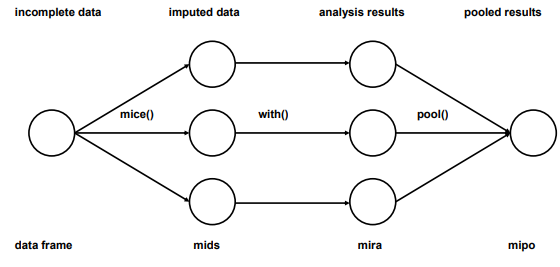 incomplete data imputed data analysis results pooled results
mice() with() pool()
data frame mids mira mipo